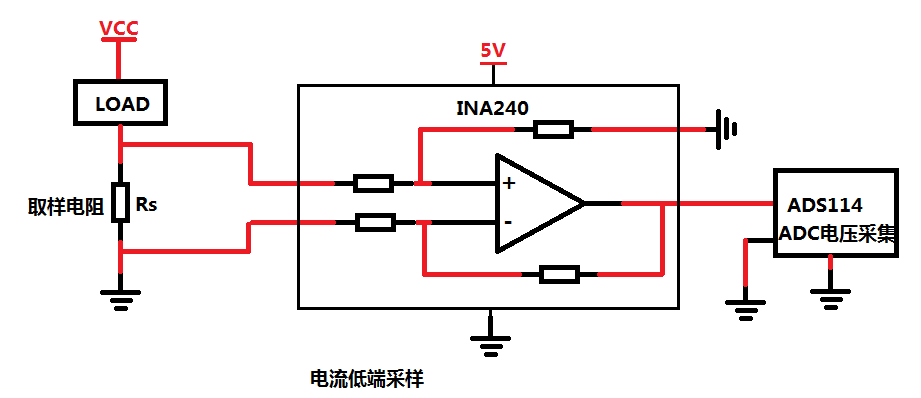 VCC
5V
LOAD
INA240
+
取样电阻 Rs
-
ADS114
ADC电压采集
电流低端采样